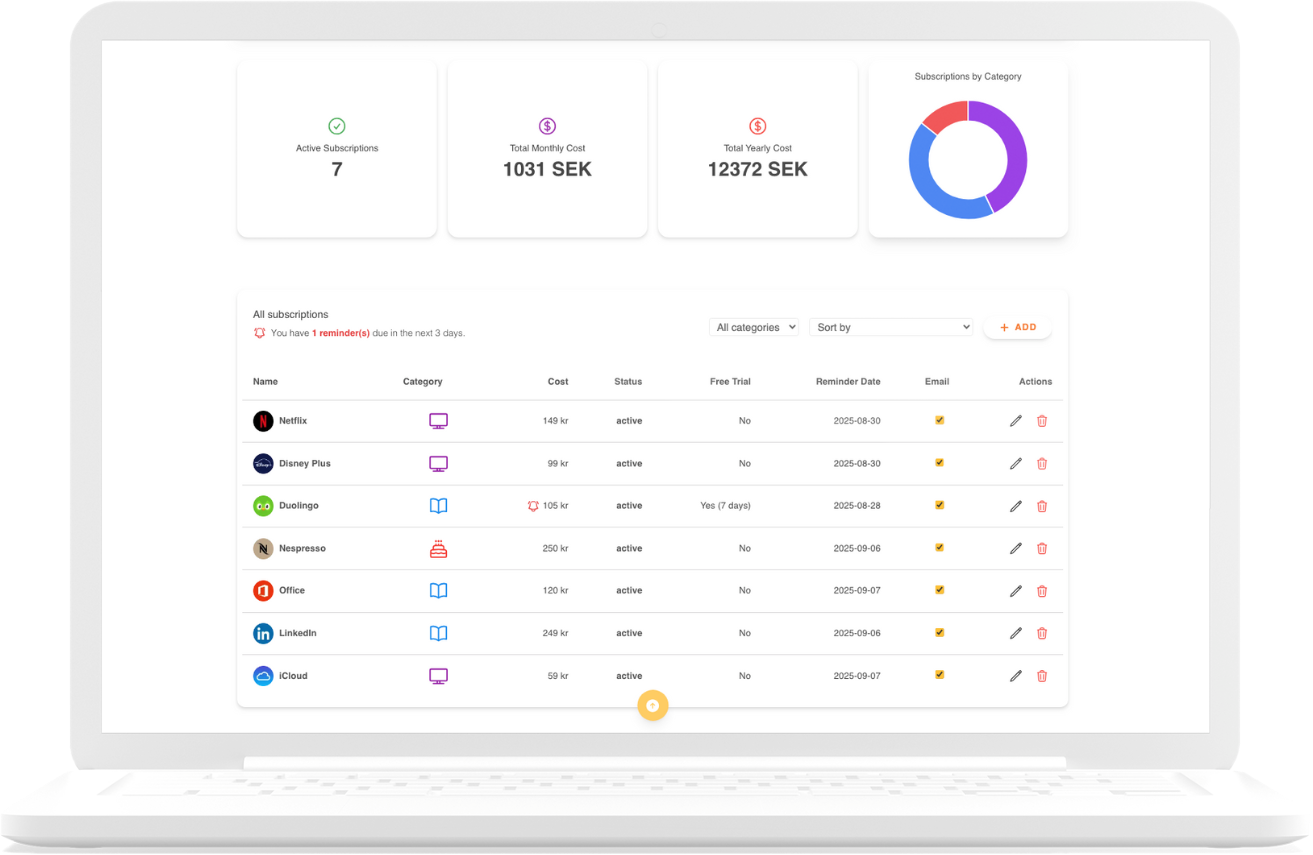 Subscriptions by Category
Active Subscriptions
7
Total Monthly Cost
1031 SEK
Total Yearly Cost
12372 SEK
All subscriptions
You have 1 reminder(s) due in the next 3 days.
All categories
Sort by
+ ADD
Name Category Cost Status Free Trial Reminder Date Email Actions
N Netflix 149 kr active No 2025-08-30
Disney+ Disney Plus 99 kr active No 2025-08-30
Duolingo 105 kr active Yes (7 days) 2025-08-28
N Nespresso 250 kr active No 2025-09-06
Office 120 kr active No 2025-09-07
in LinkedIn 249 kr active No 2025-09-06
iCloud 59 kr active No 2025-09-07